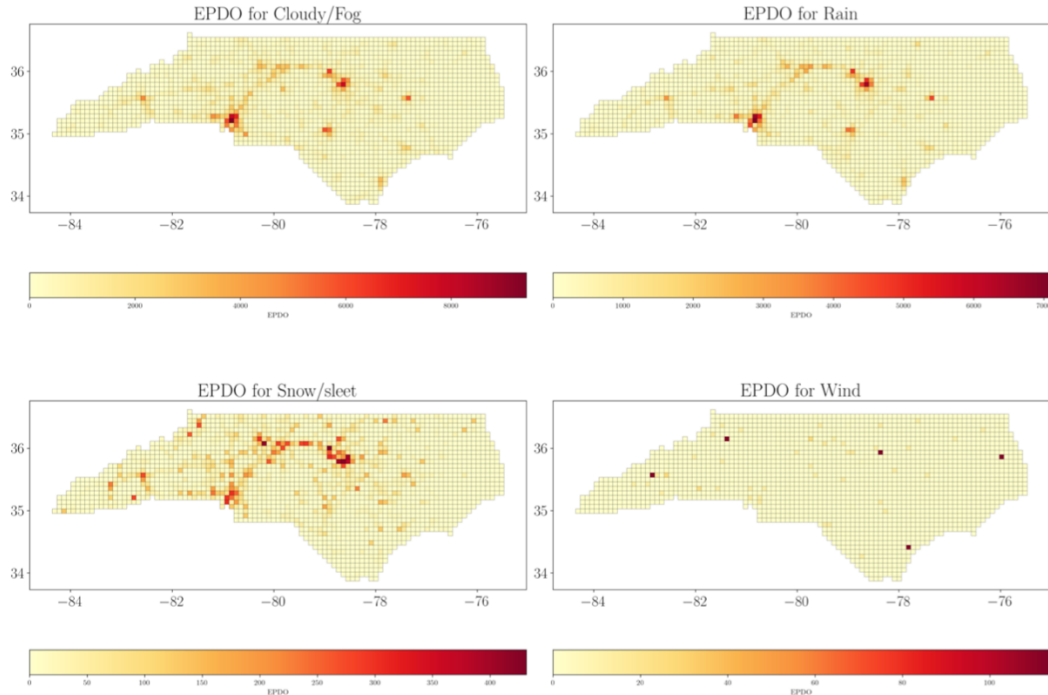 EPDO for Cloudy/Fog
36
35
34
−84 −82 −80 −78 −76
0 2000 4000 6000 8000
EPDO
EPDO for Rain
36
35
34
−84 −82 −80 −78 −76
0 1000 2000 3000 4000 5000 6000 7000
EPDO
EPDO for Snow/sleet
36
35
34
−84 −82 −80 −78 −76
0 50 100 150 200 250 300 350 400
EPDO
EPDO for Wind
36
35
34
−84 −82 −80 −78 −76
0 20 40 60 80 100
EPDO